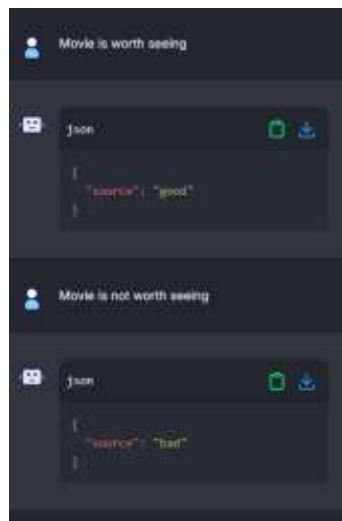 Movie is worth seeing
json
{
"source": "good"
}
Movie is not worth seeing
json
{
"source": "bad"
}